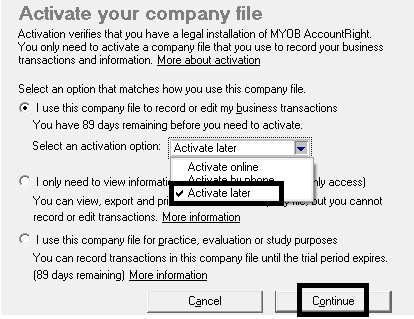 Activate your company file
Activation verifies that you have a legal installation of MYOB AccountRight.
You only need to activate a company file that you use to record your business
transactions and information. More about activation
Select an option that matches how you use this company file.
I use this company file to record or edit my business transactions
You have 89 days remaining before you need to activate.
Select an activation option: Activate later
Activate online
Activate by phone
Activate later
I only need to view only access)
You can view, export and file, but you cannot
record or edit transactions. More information
I use this company file for practice, evaluation or study purposes
You can record transactions in this company file until the trial period expires.
(89 days remaining) More information
Cancel Continue